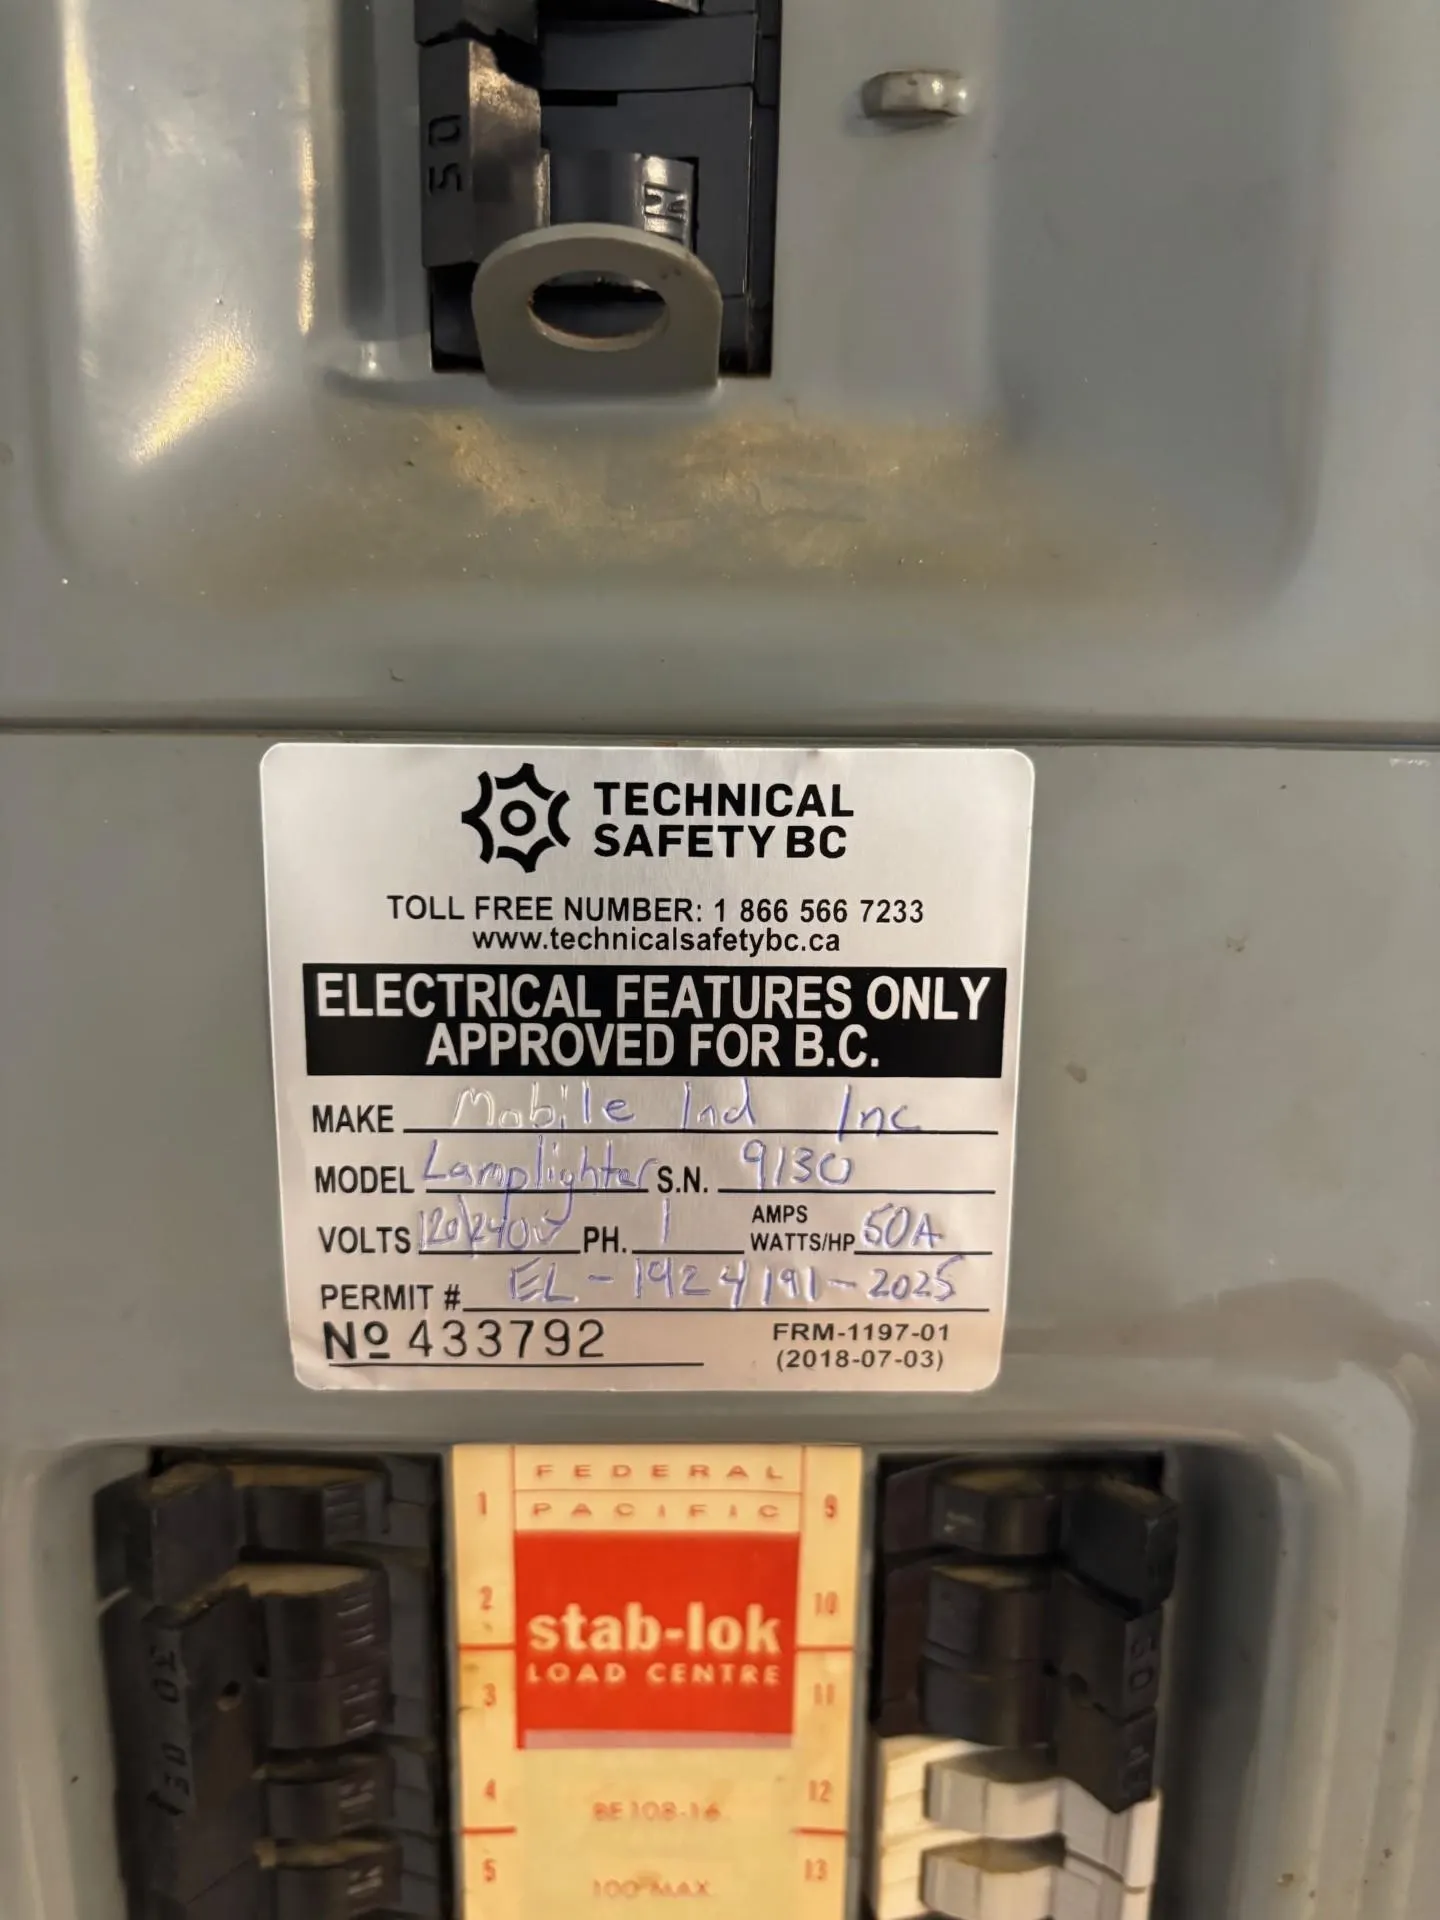 50
TECHNICAL
SAFETY BC
TOLL FREE NUMBER: 1 866 566 7233
www.technicalsafetybc.ca
ELECTRICAL FEATURES ONLY
APPROVED FOR B.C.
MAKE Mobile Ind Inc
MODEL Lamplighter S.N. 9130
VOLTS 120/240V PH. 1 AMPS WATTS/HP 50A
PERMIT # EL-1924191-2025
№ 433792
FRM-1197-01
(2018-07-03)
FEDERAL
PACIFIC
1 9
2 10
stab-lok
LOAD CENTRE
3 11
4 12
BE108-16
5 13
100 MAX
30